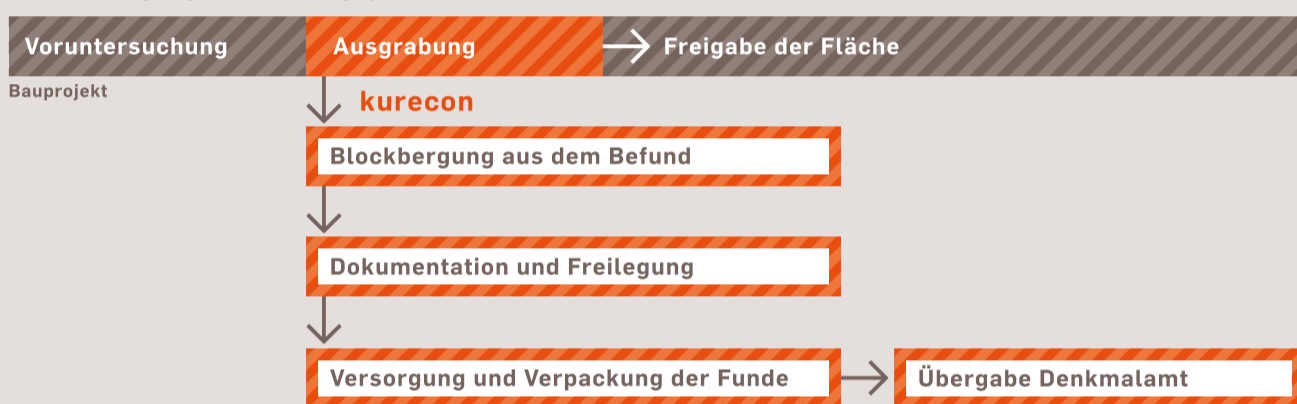 Voruntersuchung
Ausgrabung
Freigabe der Fläche
Bauprojekt
kurecon
Blockbergung aus dem Befund
Dokumentation und Freilegung
Versorgung und Verpackung der Funde
Übergabe Denkmalamt